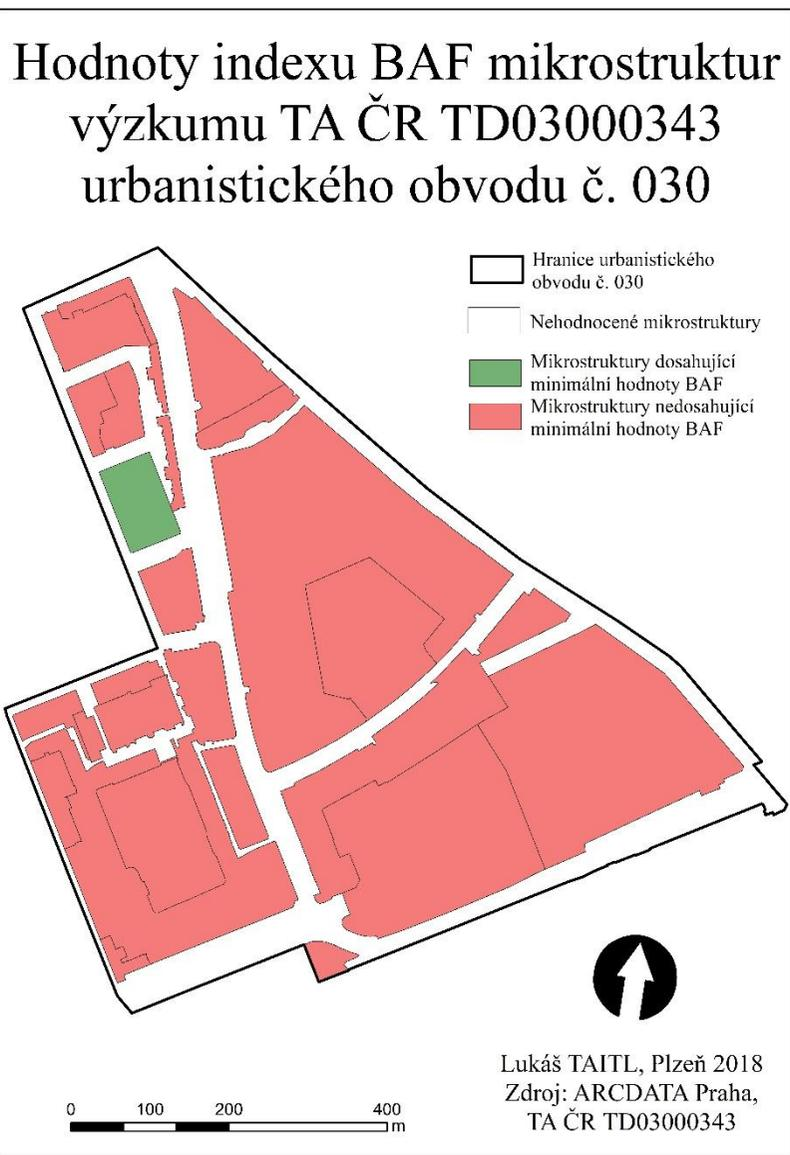 Hodnoty indexu BAF mikrostruktur
výzkumu TA ČR TD03000343
urbanistického obvodu č. 030
Hranice urbanistického
obvodu č. 030
Nehodnocené mikrostruktury
Mikrostruktury dosahující
minimální hodnoty BAF
Mikrostruktury nedosahující
minimální hodnoty BAF
Lukáš TAITL, Plzeň 2018
Zdroj: ARCDATA Praha,
TA ČR TD03000343
0 100 200 400
m